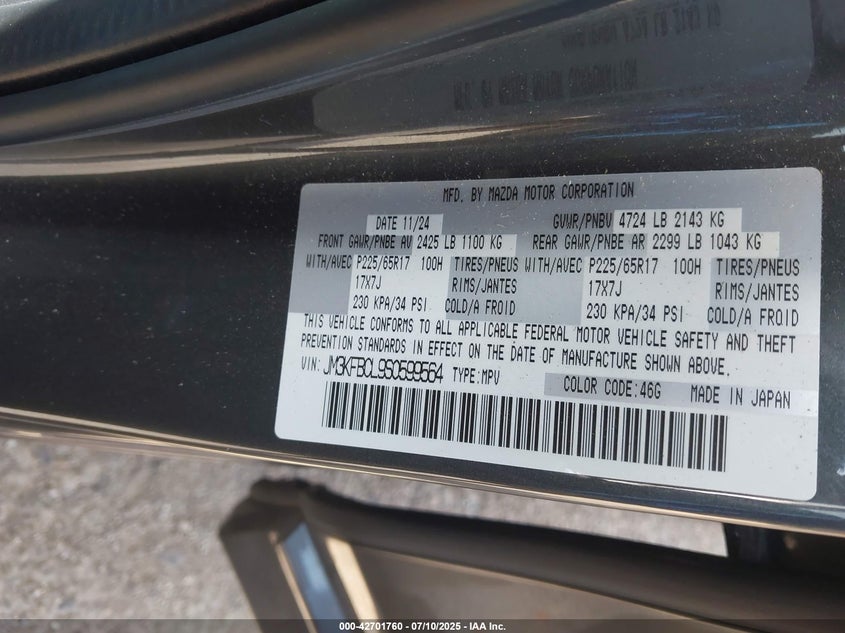 MFD. BY MAZDA MOTOR CORPORATION
DATE 11/24 GVWR/PNBV 4724 LB 2143 KG
FRONT GAWR/PNBE AV 2425 LB 1100 KG REAR GAWR/PNBE AR 2299 LB 1043 KG
WITH/AVEC P225/65R17 100H TIRES/PNEUS WITH/AVEC P225/65R17 100H TIRES/PNEUS
17X7J RIMS/JANTES 17X7J RIMS/JANTES
230 KPA/34 PSI COLD/A FROID 230 KPA/34 PSI COLD/A FROID
THIS VEHICLE CONFORMS TO ALL APPLICABLE FEDERAL MOTOR VEHICLE SAFETY AND THEFT
PREVENTION STANDARDS IN EFFECT ON THE DATE OF MANUFACTURE SHOWN ABOVE.
VIN: JM3KFBCL9S0599564 TYPE:MPV COLOR CODE:46G MADE IN JAPAN
000-42701760 - 07/10/2025 - IAA Inc.